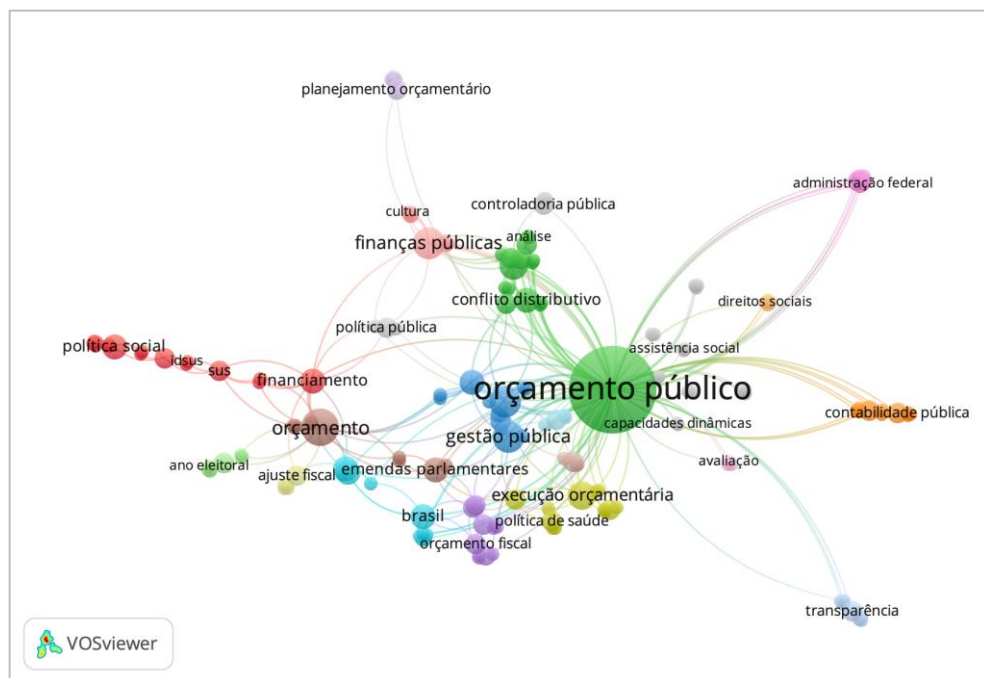 planejamento orçamentário
administração federal
cultura
controladoria pública
análise
finanças públicas
direitos sociais
conflito distributivo
política pública
política social
assistência social
idsus
sus
financiamento
orçamento público
contabilidade pública
capacidades dinâmicas
orçamento
gestão pública
avaliação
ano eleitoral
emendas parlamentares
ajuste fiscal
execução orçamentária
brasil
política de saúde
orçamento fiscal
transparência
VOSviewer